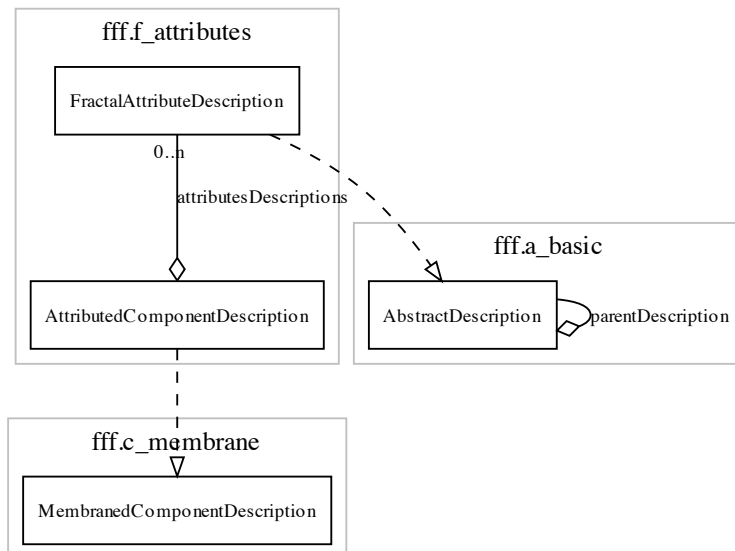 fff.f_attributes
FractalAttributeDescription
0..n
attributesDescriptions
fff.a_basic
AttributedComponentDescription
AbstractDescription
parentDescription
fff.c_membrane
MembranedComponentDescription